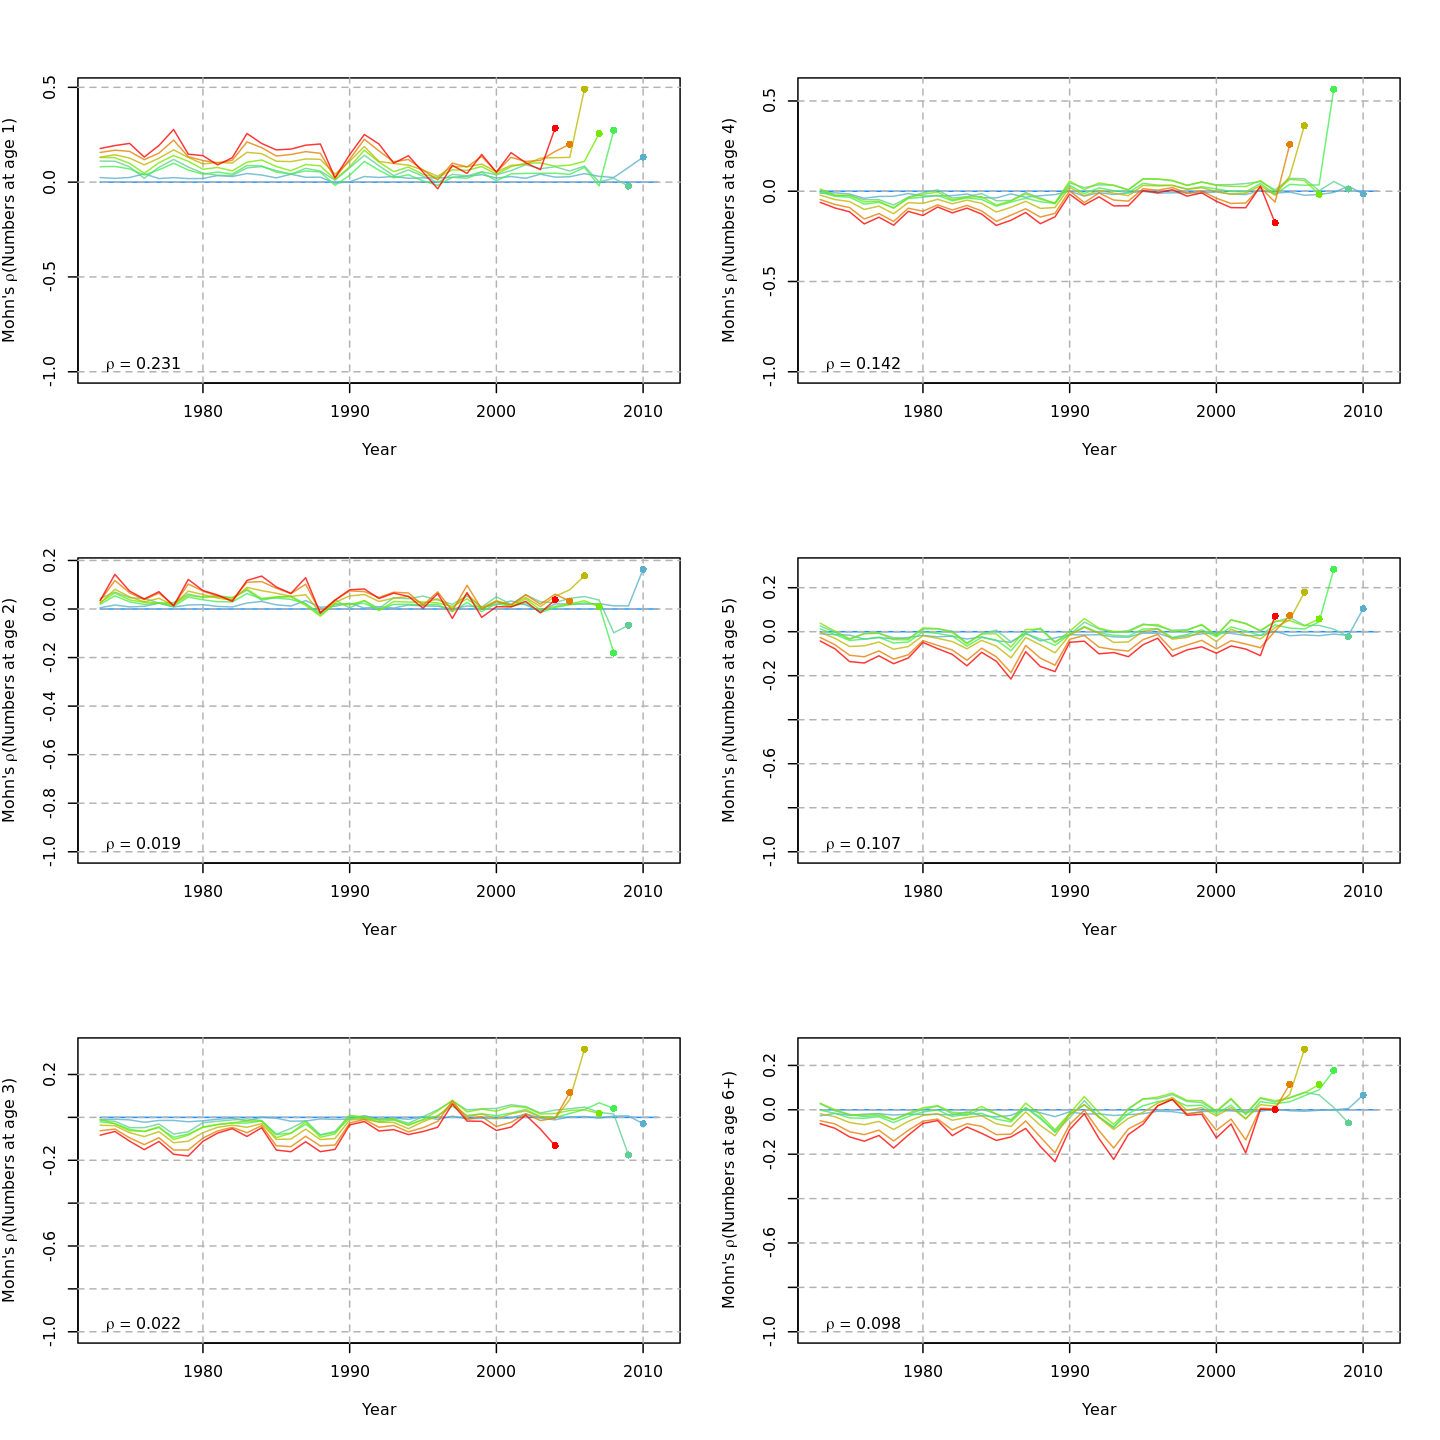 Mohn's ρ(Numbers at age 1)
0.5
0.0
-0.5
-1.0
ρ = 0.231
1980 1990 2000 2010
Year
Mohn's ρ(Numbers at age 4)
0.5
0.0
-0.5
-1.0
ρ = 0.142
1980 1990 2000 2010
Year
Mohn's ρ(Numbers at age 2)
0.2
0.0
-0.2
-0.4
-0.6
-0.8
-1.0
ρ = 0.019
1980 1990 2000 2010
Year
Mohn's ρ(Numbers at age 5)
0.2
0.0
-0.2
-0.6
-1.0
ρ = 0.107
1980 1990 2000 2010
Year
Mohn's ρ(Numbers at age 3)
0.2
-0.2
-0.6
-1.0
ρ = 0.022
1980 1990 2000 2010
Year
Mohn's ρ(Numbers at age 6+)
0.2
0.0
-0.2
-0.6
-1.0
ρ = 0.098
1980 1990 2000 2010
Year